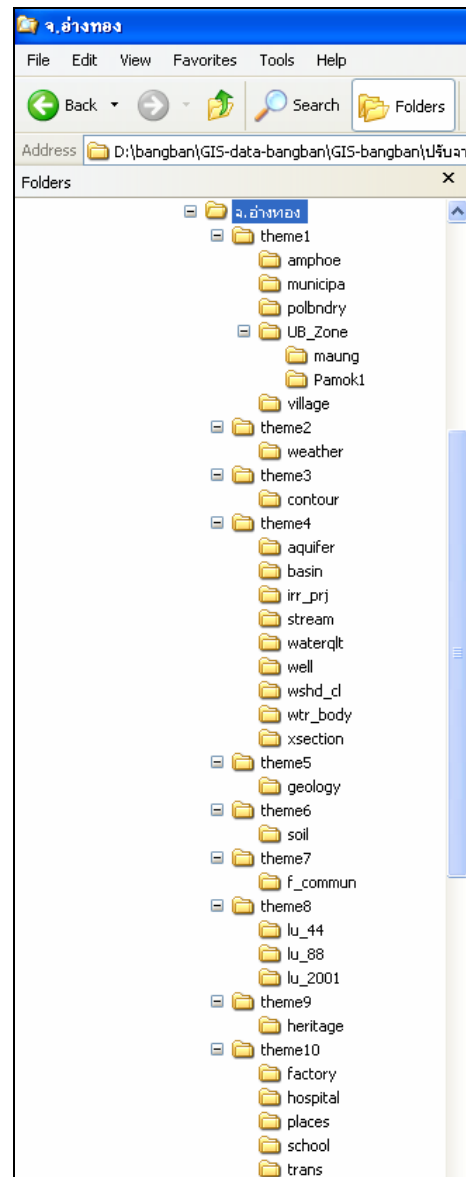 จ.อ่างทอง
File Edit View Favorites Tools Help
Back Search Folders
Address D:\bangban\GIS-data-bangban\GIS-bangban\ปรับจา
Folders
จ.อ่างทอง
theme1
amphoe
municipa
polbndry
UB_Zone
maung
Pamok1
village
theme2
weather
theme3
contour
theme4
aquifer
basin
irr_prj
stream
waterqlt
well
wshd_cl
wtr_body
xsection
theme5
geology
theme6
soil
theme7
f_commun
theme8
lu_44
lu_88
lu_2001
theme9
heritage
theme10
factory
hospital
places
school
trans